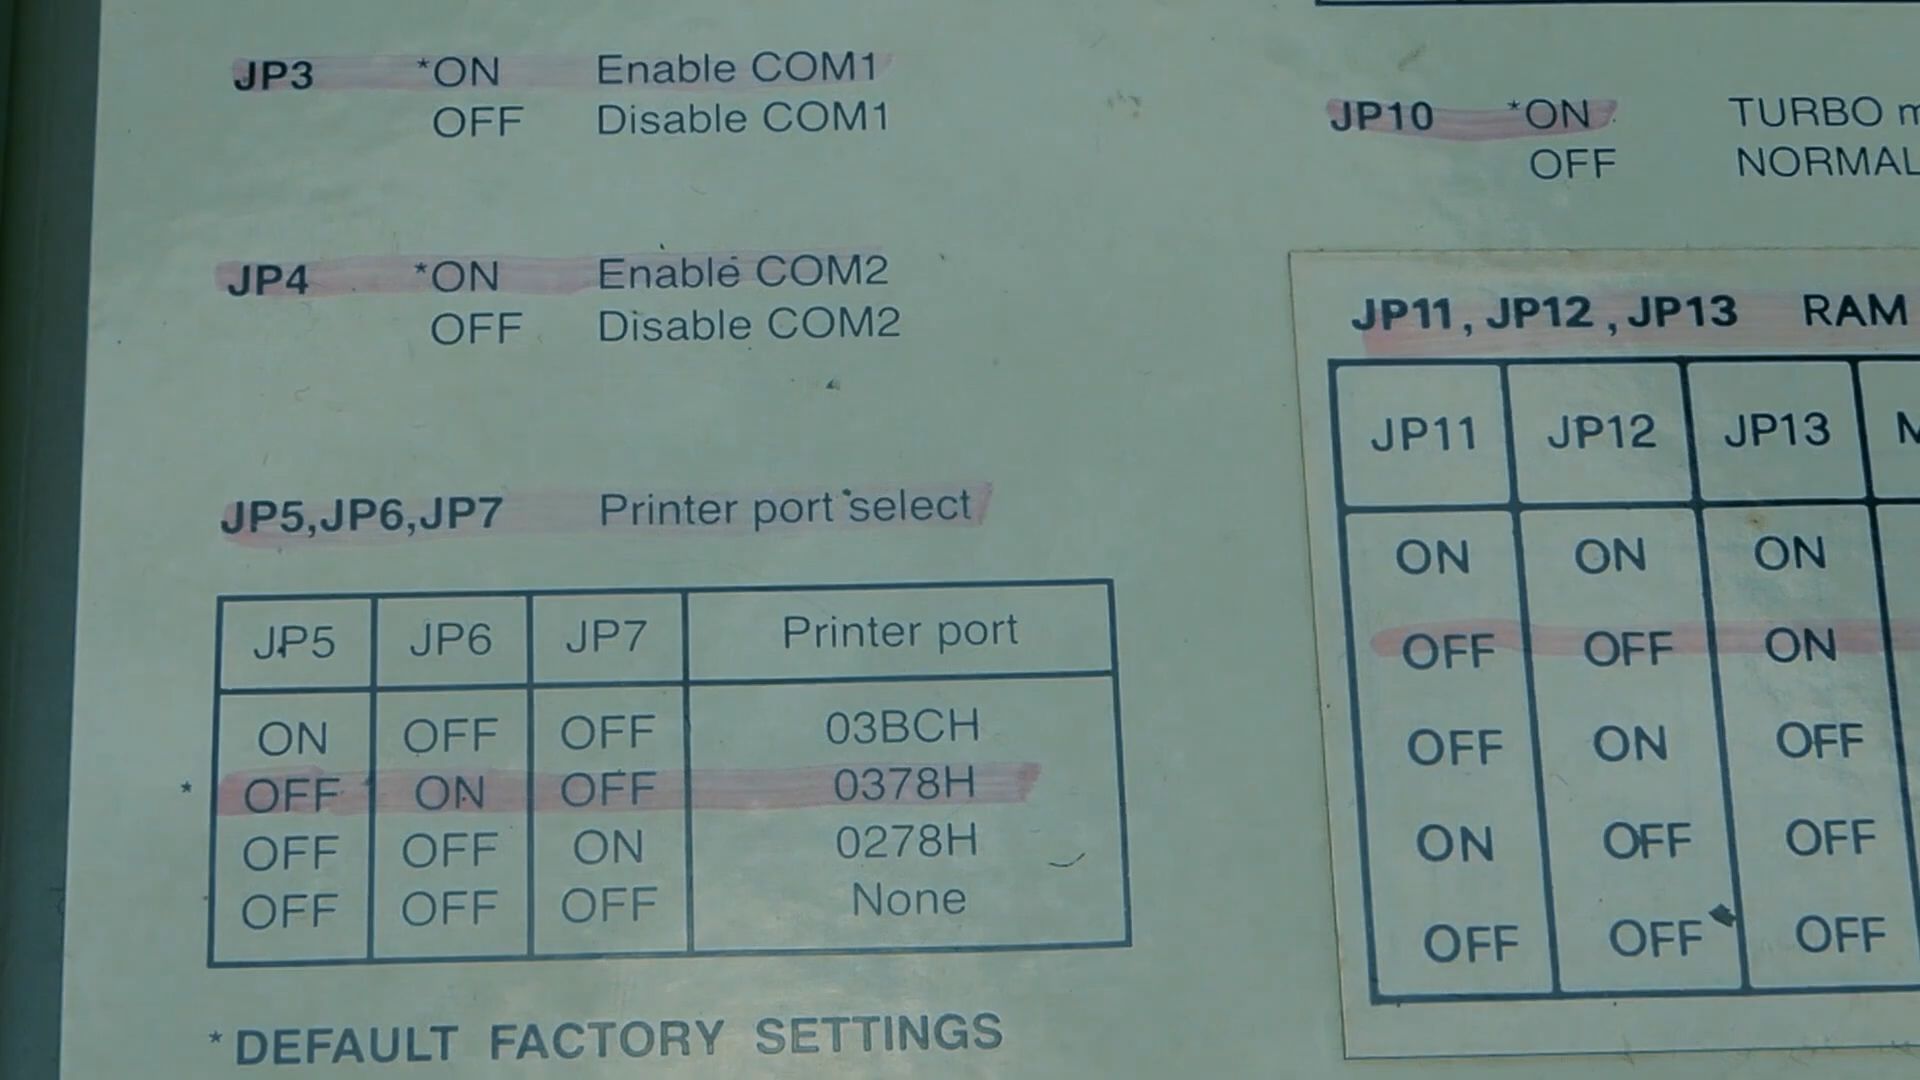 JP3 *ON Enable COM1
OFF Disable COM1
JP4 *ON Enable COM2
OFF Disable COM2
JP5,JP6,JP7 Printer port select
JP5 JP6 JP7 Printer port
ON OFF OFF 03BCH
* OFF ON OFF 0378H
OFF OFF ON 0278H
OFF OFF OFF None
* DEFAULT FACTORY SETTINGS
JP10 *ON TURBO
OFF NORMAL
JP11, JP12, JP13 RAM
JP11 JP12 JP13
ON ON ON
OFF OFF ON
OFF ON OFF
ON OFF OFF
OFF OFF OFF